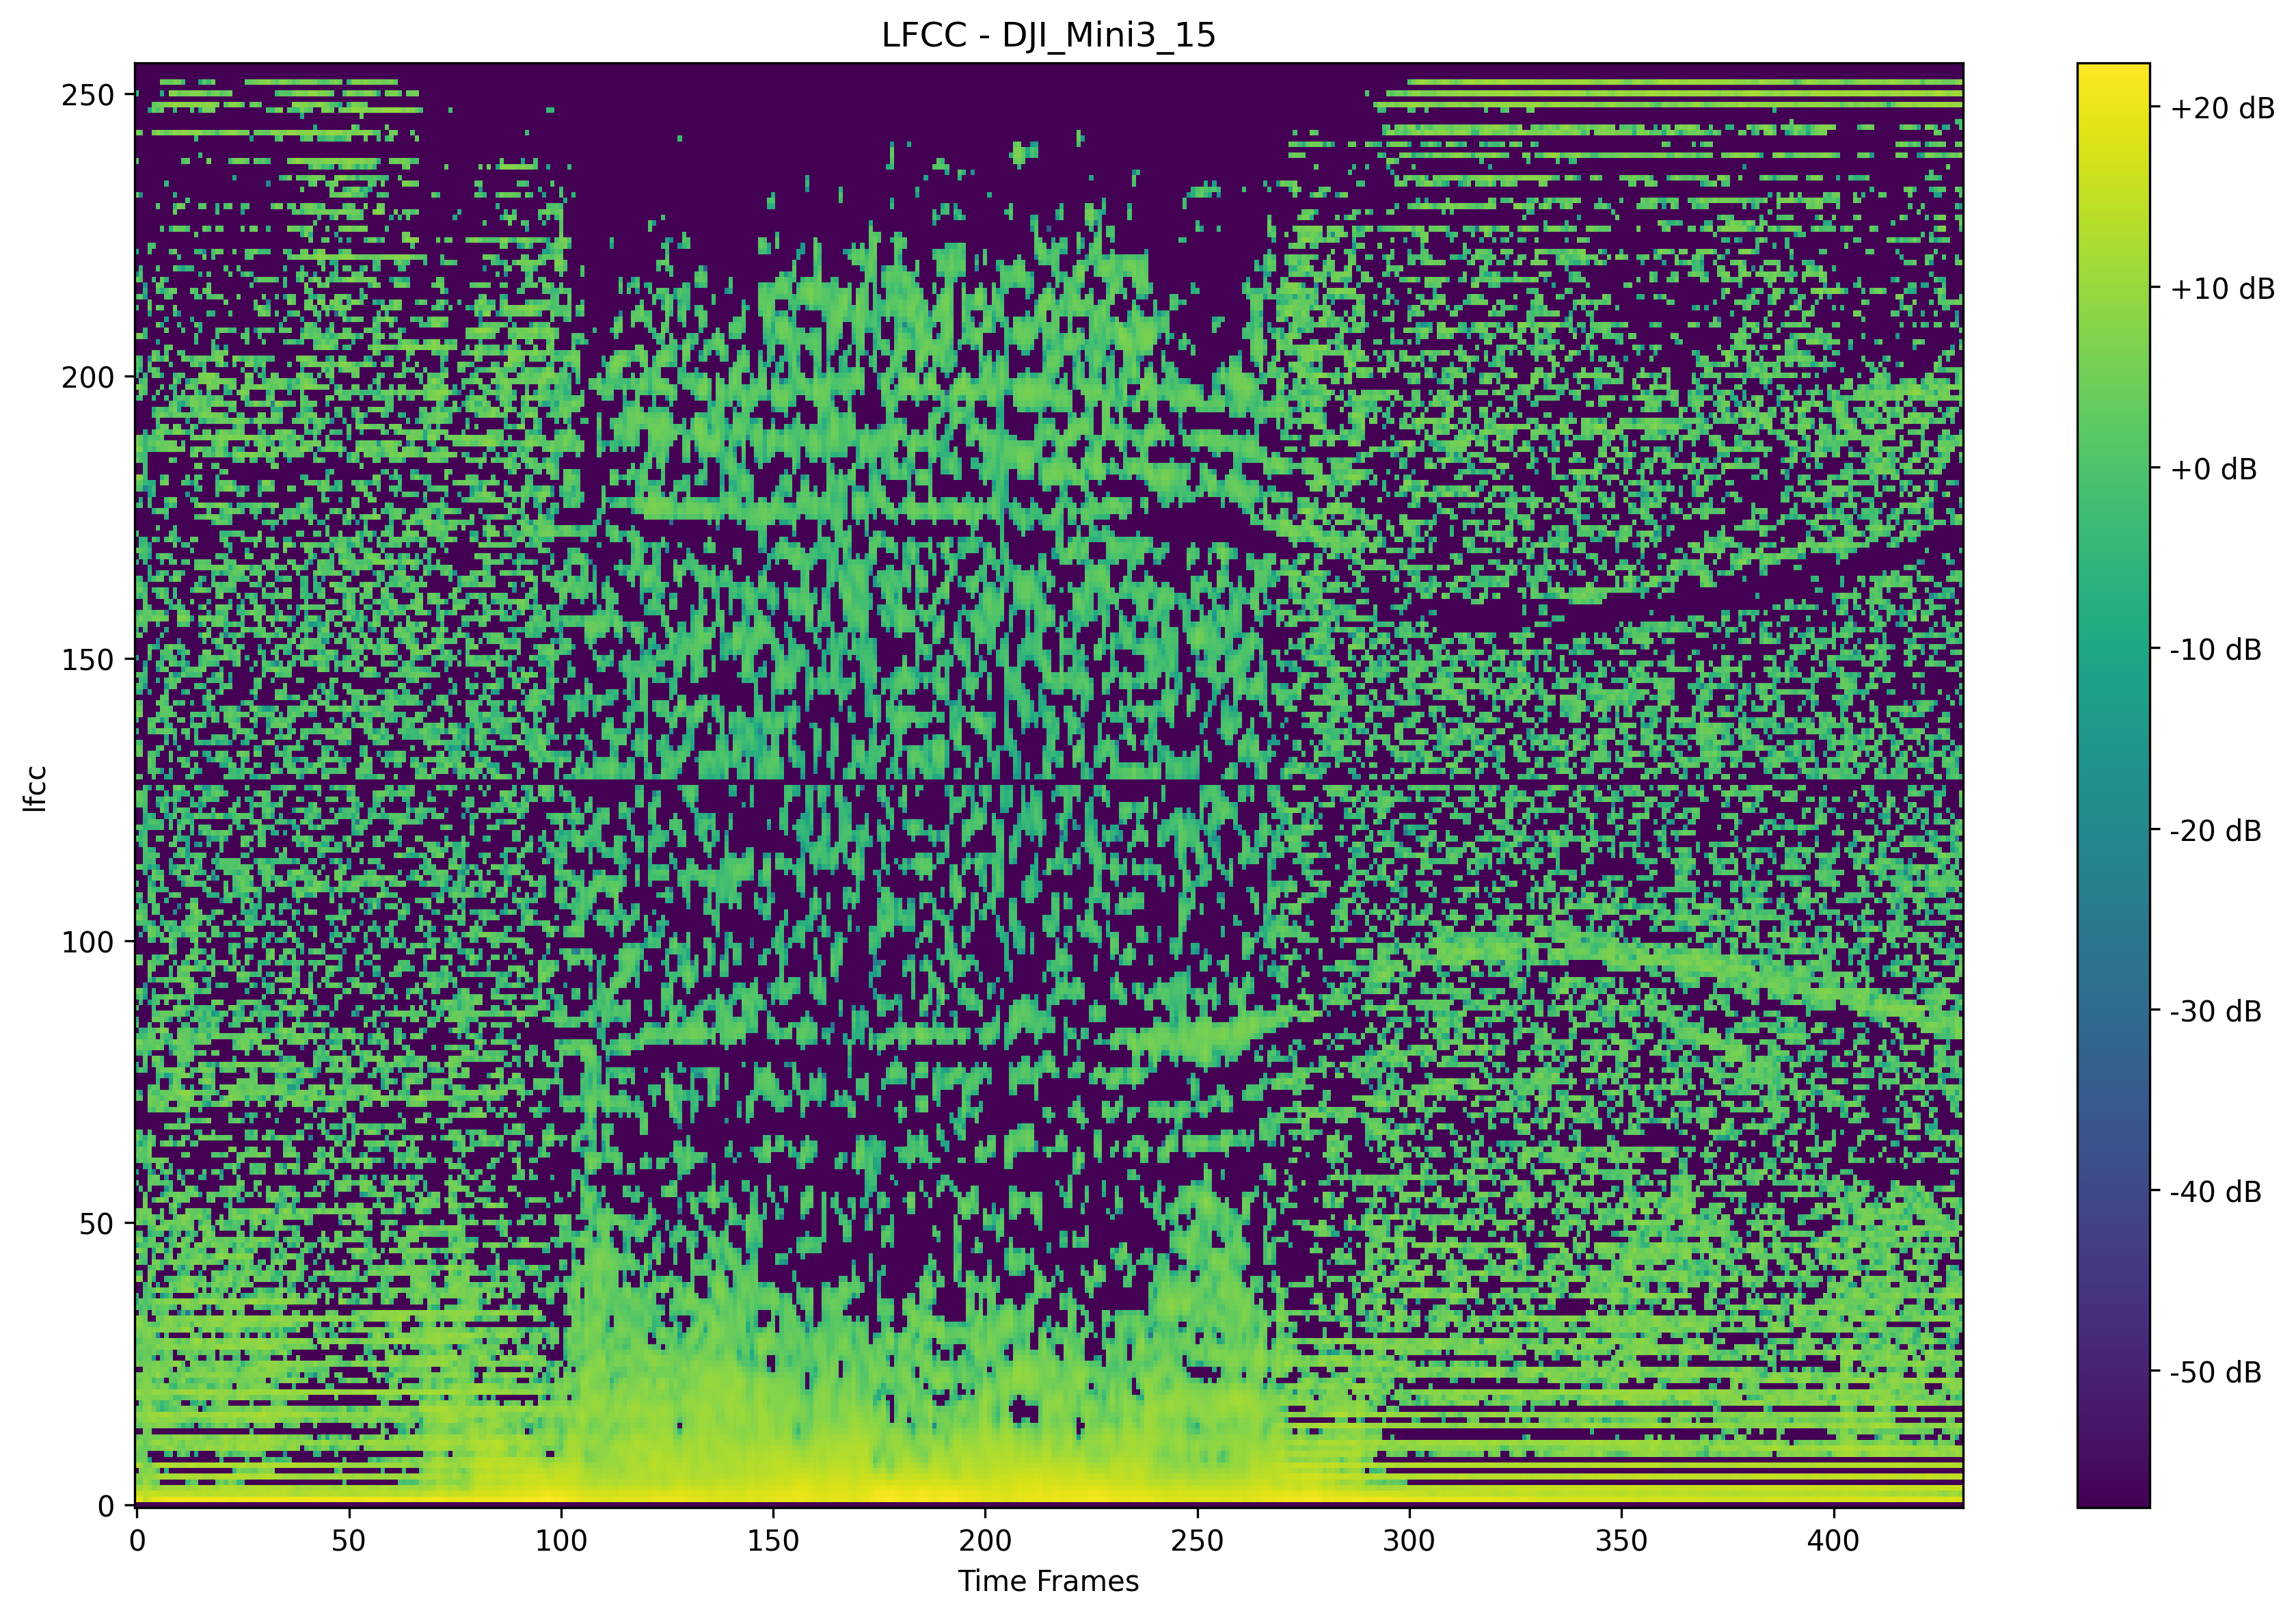 LFCC - DJI_Mini3_15
lfcc
250
200
150
100
50
0
0 50 100 150 200 250 300 350 400
Time Frames
+20 dB
+10 dB
+0 dB
-10 dB
-20 dB
-30 dB
-40 dB
-50 dB